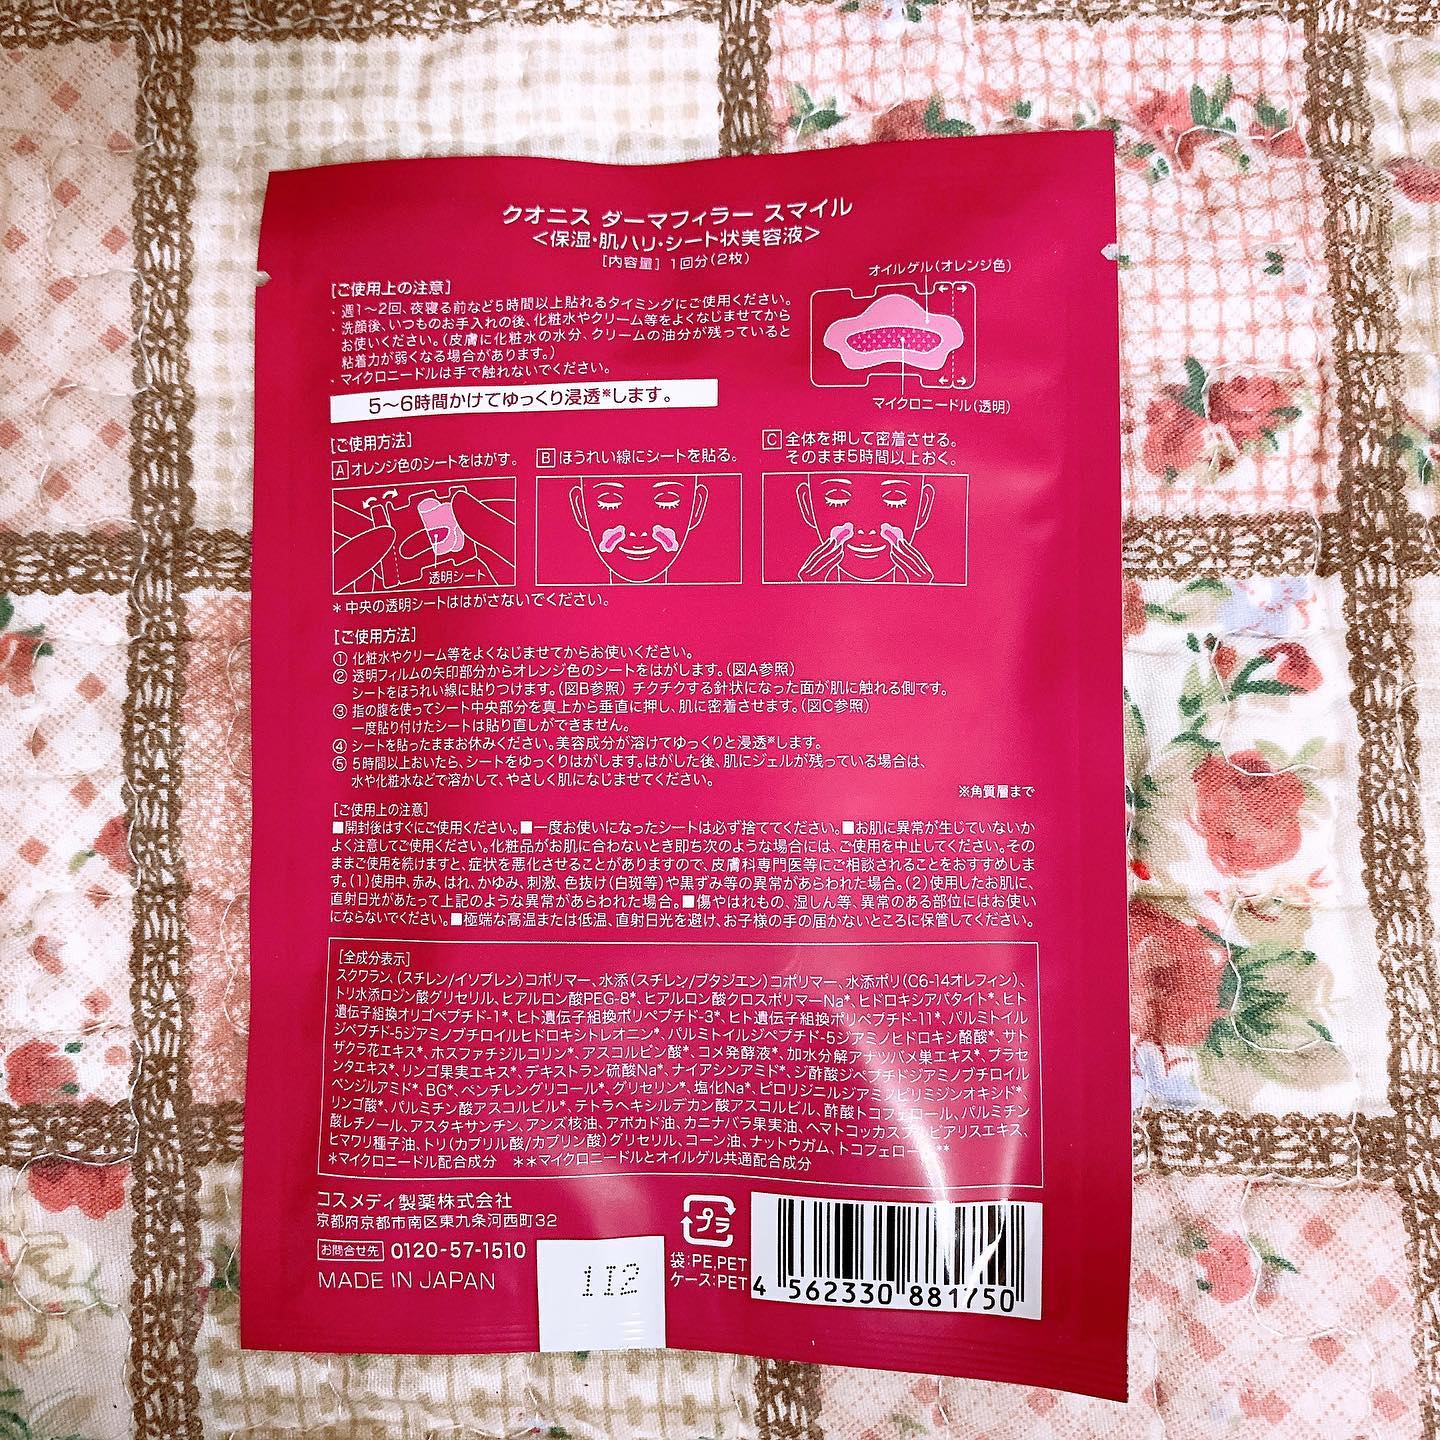 クオニス ダーマフィラー スマイル
＜保湿・肌ハリ・シート状美容液＞
［内容量］ 1回分(2枚)
［ご使用上の注意］
・週1〜2回、夜寝る前など5時間以上貼れるタイミングにご使用ください。
・洗顔後、いつものお手入れの後、化粧水やクリーム等をよくなじませてから
お使いください。(皮膚に化粧水の水分、クリームの油分が残っていると
粘着力が弱くなる場合があります。)
・マイクロニードルは手で触れないでください。
オイルゲル(オレンジ色)
マイクロニードル(透明)
5〜6時間かけてゆっくり浸透※します。
［ご使用方法］
A オレンジ色のシートをはがす。
透明シート
B ほうれい線にシートを貼る。
C 全体を押して密着させる。
そのまま5時間以上おく。
＊中央の透明シートははがさないでください。
［ご使用方法］
① 化粧水やクリーム等をよくなじませてからお使いください。
② 透明フィルムの矢印部分からオレンジ色のシートをはがします。(図A参照)
シートをほうれい線に貼りつけます。(図B参照) チクチクする針状になった面が肌に触れる側です。
③ 指の腹を使ってシート中央部分を真上から垂直に押し、肌に密着させます。(図C参照)
一度貼り付けたシートは貼り直しができません。
④ シートを貼ったままお休みください。美容成分が溶けてゆっくりと浸透※します。
⑤ 5時間以上おいたら、シートをゆっくりはがします。はがした後、肌にジェルが残っている場合は、
水や化粧水などで溶かして、やさしく肌になじませてください。
※角質層まで
［ご使用上の注意］
■開封後はすぐにご使用ください。■一度お使いになったシートは必ず捨ててください。■お肌に異常が生じていないか
よく注意してご使用ください。化粧品がお肌に合わないとき即ち次のような場合には、ご使用を中止してください。その
ままご使用を続けますと、症状を悪化させることがありますので、皮膚科専門医等にご相談されることをおすすめしま
す。(1)使用中、赤み、はれ、かゆみ、刺激、色抜け(白斑等)や黒ずみ等の異常があらわれた場合。(2)使用したお肌に、
直射日光があたって上記のような異常があらわれた場合。■傷やはれもの、湿しん等、異常のある部位にはお使い
にならないでください。■極端な高温または低温、直射日光を避け、お子様の手の届かないところに保管してください。
［全成分表示］
スクワラン、(スチレン/イソプレン)コポリマー、水添(スチレン/ブタジエン)コポリマー、水添ポリ(C6-14オレフィン)、
トリ水添ロジン酸グリセリル、ヒアルロン酸PEG-8*、ヒアルロン酸クロスポリマーNa*、ヒドロキシアパタイト*、ヒト
遺伝子組換オリゴペプチド-1*、ヒト遺伝子組換ポリペプチド-3*、ヒト遺伝子組換ポリペプチド-11*、パルミトイル
ジペプチド-5ジアミノブチロイルヒドロキシトレオニン*、パルミトイルジペプチド-5ジアミノヒドロキシ酪酸*、サト
ザクラ花エキス*、ホスファチジルコリン*、アスコルビン酸*、コメ発酵液*、加水分解アナツバメ巣エキス*、プラセ
ンタエキス*、リンゴ果実エキス*、デキストラン硫酸Na*、ナイアシンアミド*、ジ酢酸ジペプチドジアミノブチロイル
ベンジルアミド*、BG*、ペンチレングリコール*、グリセリン*、塩化Na*、ピロリジニルジアミノピリミジンオキシド*、
リンゴ酸*、パルミチン酸アスコルビル*、テトラヘキシルデカン酸アスコルビル、酢酸トコフェロール、パルミチン
酸レチノール、アスタキサンチン、アンズ核油、アボカド油、カニナバラ果実油、ヘマトコッカスプルビアリスエキス、
ヒマワリ種子油、トリ(カプリル酸/カプリン酸)グリセリル、コーン油、ナットウガム、トコフェロール**
＊マイクロニードル配合成分 ＊＊マイクロニードルとオイルゲル共通配合成分
コスメディ製薬株式会社
京都府京都市南区東九条河西町32
お問合せ先 0120-57-1510
MADE IN JAPAN
112
プラ
袋:PE,PET
ケース:PET
4 562330 881750